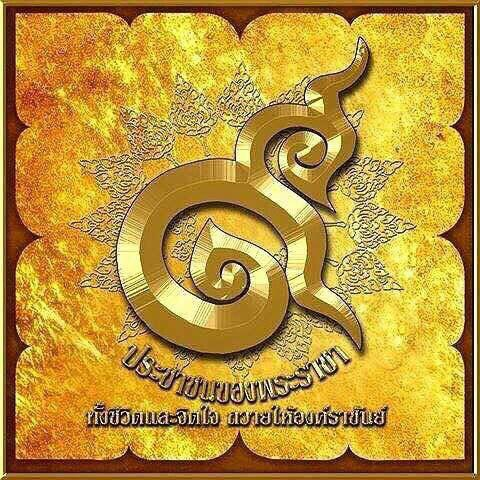 ๙
ประชาชนของพระราชา
ทั้งชีวิตและจิตใจ ถวายให้องค์ราชันย์